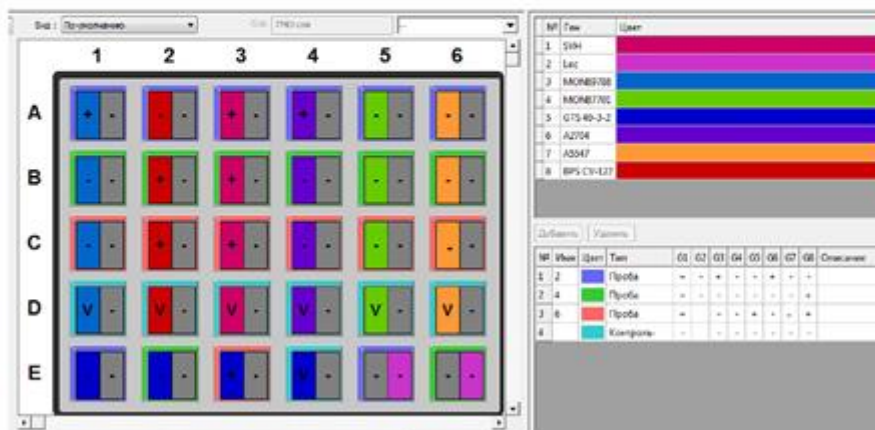 Вид : По умолчанию
1 2 3 4 5 6
A + - - - + - + - - - - -
B - - + - + - - - - - - -
C - - + - + - - - - - - -
D V - V - V - V - V - V -
E - - + - V - - - - -
№ Ген Цвет
1 SVH
2 Lec
3 MON89788
4 MON87701
5 GTS 40-3-2
6 A2704
7 A5547
8 BPS CV-127
Добавить Удалить
№ Имя Цвет Тип G1 G2 G3 G4 G5 G6 G7 G8 Описание
1 2 Проба + - + - - + - -
2 4 Проба + - - - - - - +
3 6 Проба + - - + - - +
4 Контроль - - - - - - -